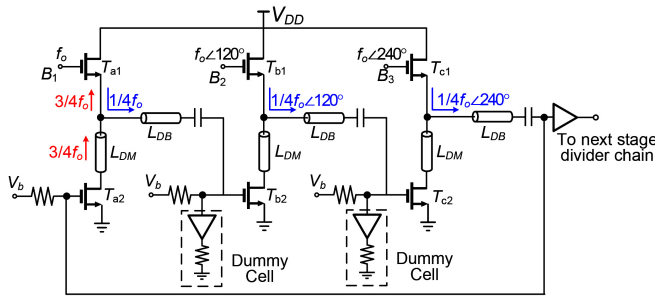 V_DD
f_o
f_o∠120°
f_o∠240°
B_1
T_a1
B_2
T_b1
B_3
T_c1
3/4f_o
1/4f_o
1/4f_o∠120°
1/4f_o∠240°
L_DB
L_DB
L_DB
3/4f_o
L_DM
L_DM
L_DM
To next stage
divider chain
V_b
T_a2
V_b
T_b2
V_b
T_c2
Dummy
Cell
Dummy
Cell